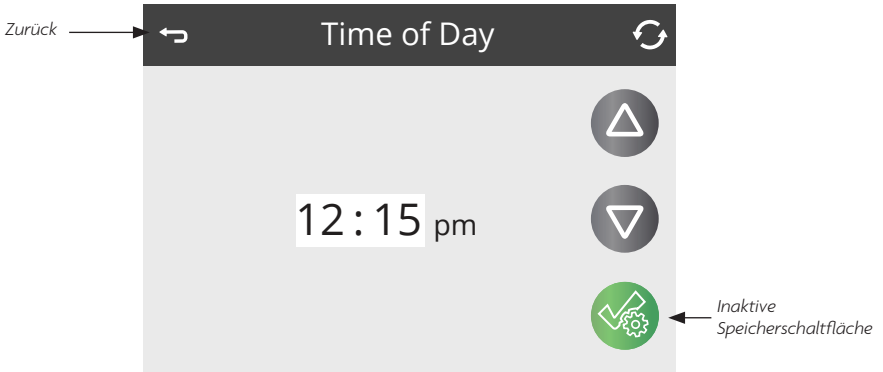 Zurück
Time of Day
12 : 15 pm
Inaktive
Speicherschaltfläche